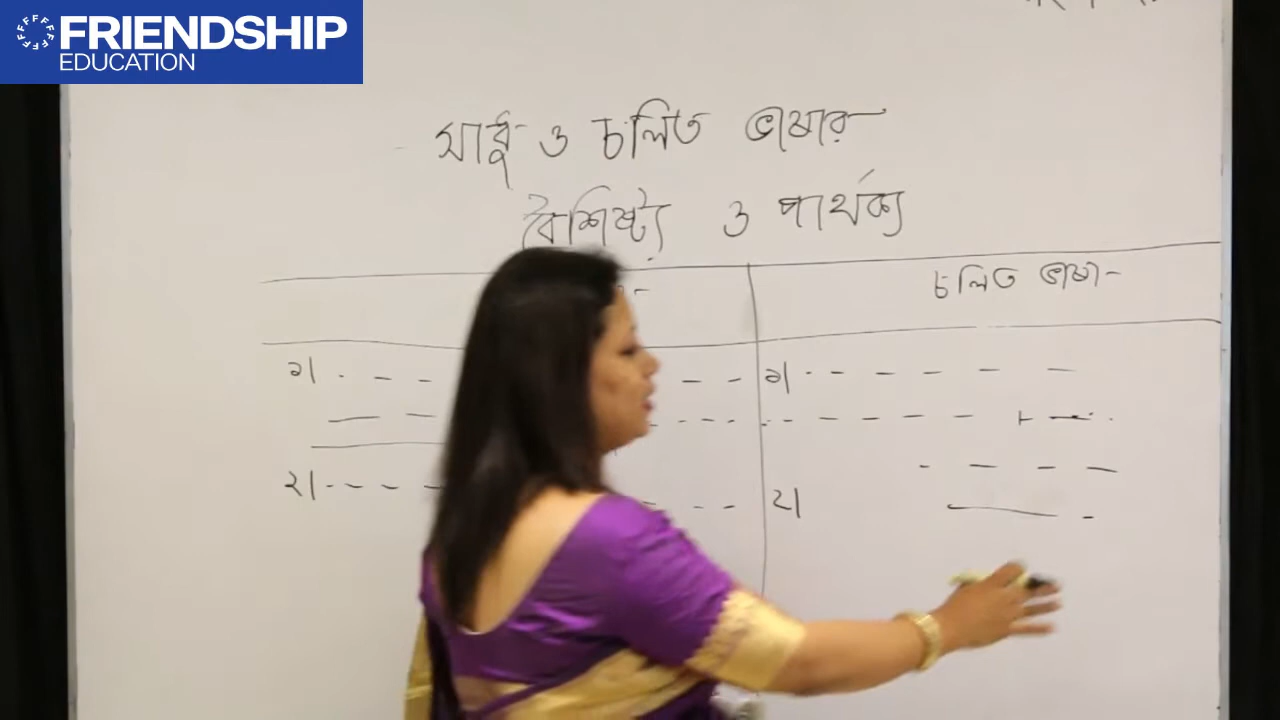 FRIENDSHIP
EDUCATION
সাধু ও চলিত ভাষার
বৈশিষ্ট্য ও পার্থক্য
চলিত ভাষা
১। ১।
২। ২।